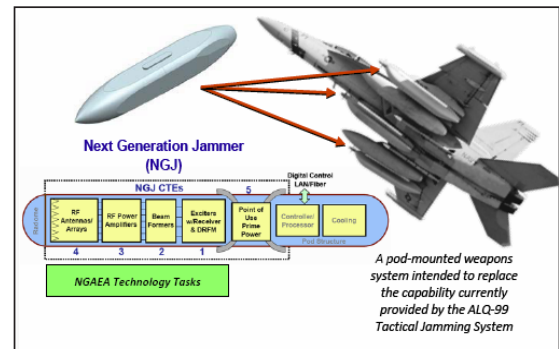 Next Generation Jammer
(NGJ)
NGJ CTEs
5
Digital Control
LAN/Fiber
Radome
RF
Antennas/
Arrays
RF Power
Amplifiers
Beam
Formers
Exciters
w/Receiver
& DRFM
Point of
Use Prime
Power
Controller/
Processor
Cooling
Pod Structure
4
3
2
1
NGAEA Technology Tasks
A pod-mounted weapons
system intended to replace
the capability currently
provided by the ALQ-99
Tactical Jamming System